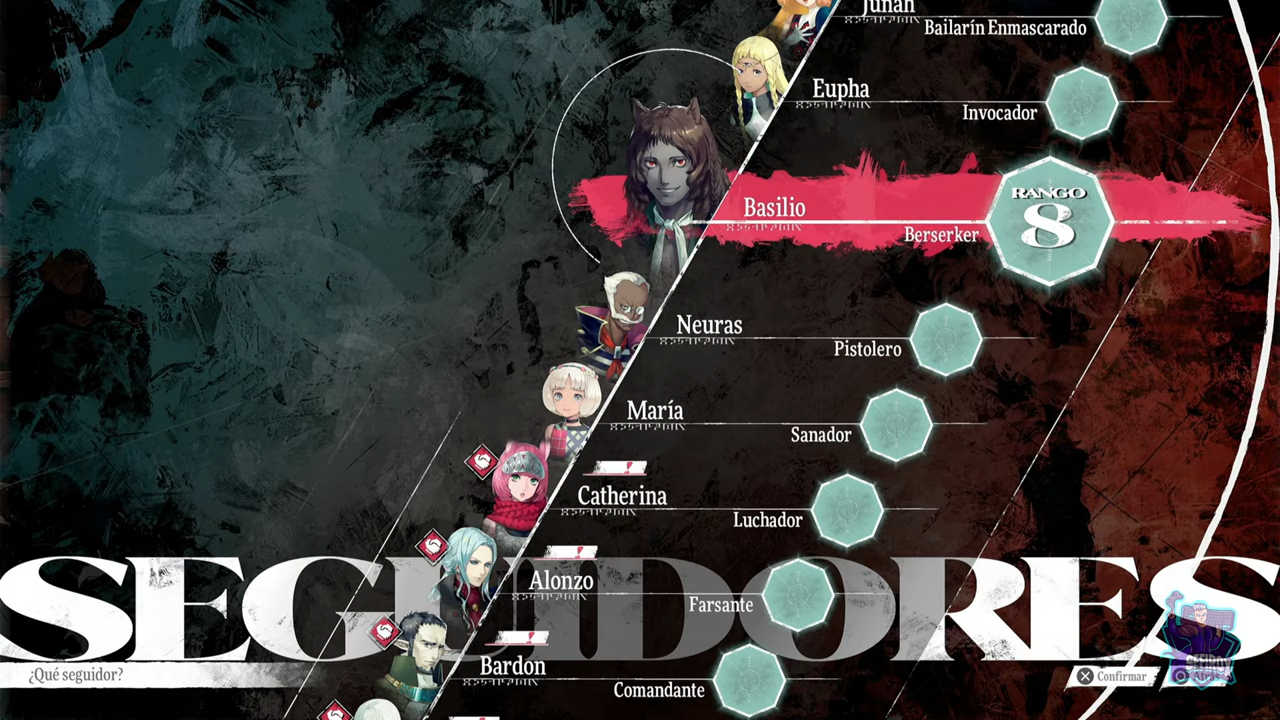 Junah
Bailarín Enmascarado
Eupha
Invocador
Basilio
Berserker
RANGO
8
Neuras
Pistolero
María
Sanador
Catherina
Luchador
Alonzo
Farsante
Bardon
Comandante
SEGUIDORES
¿Qué seguidor?
Confirmar
Atrás